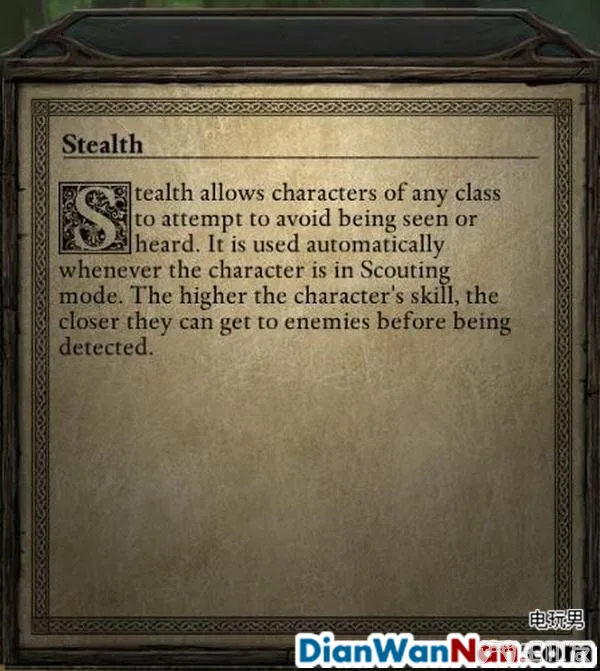 Stealth
Stealth allows characters of any class
to attempt to avoid being seen or
heard. It is used automatically
whenever the character is in Scouting
mode. The higher the character's skill, the
closer they can get to enemies before being
detected.
电玩男
DianWanNan.com